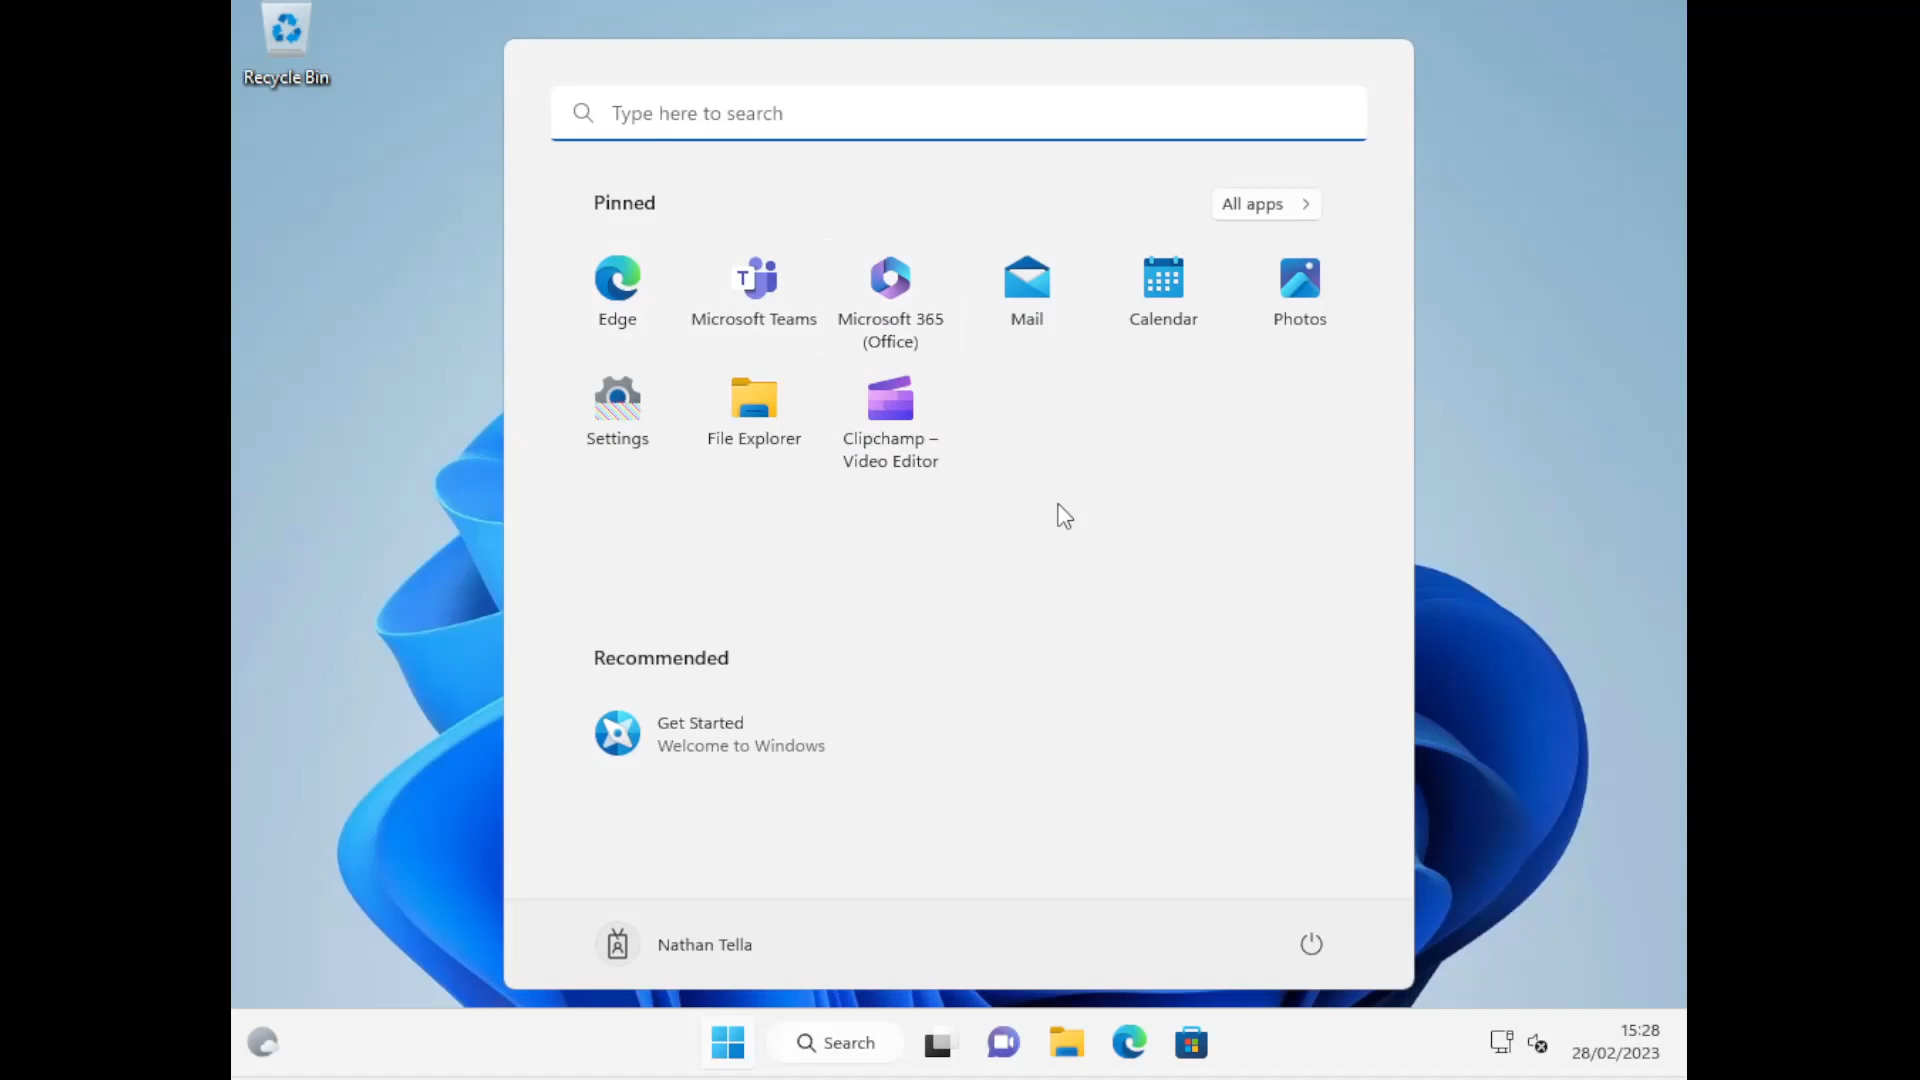 Recycle Bin
Type here to search
Pinned
All apps
Edge
Microsoft Teams
Microsoft 365
(Office)
Mail
Calendar
Photos
Settings
File Explorer
Clipchamp –
Video Editor
Recommended
Get Started
Welcome to Windows
Nathan Tella
Search
15:28
28/02/2023